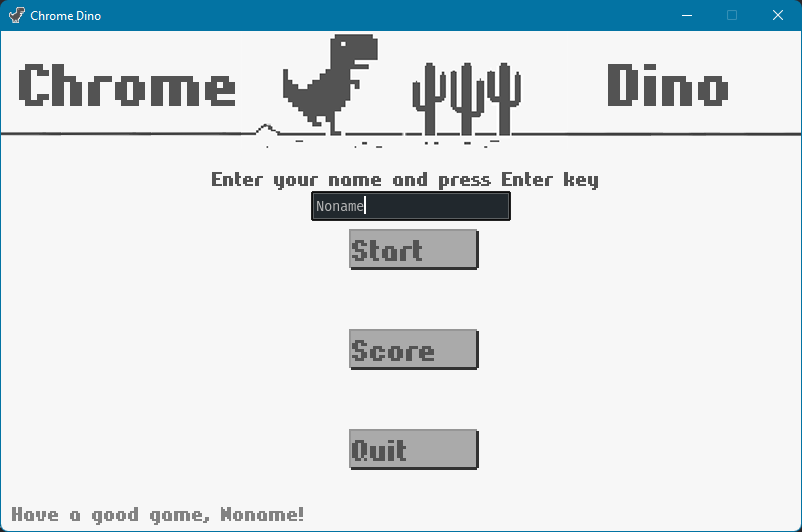 Chrome Dino
Chrome Dino
Enter your name and press Enter key
Noname
Start
Score
Quit
Have a good game, Noname!